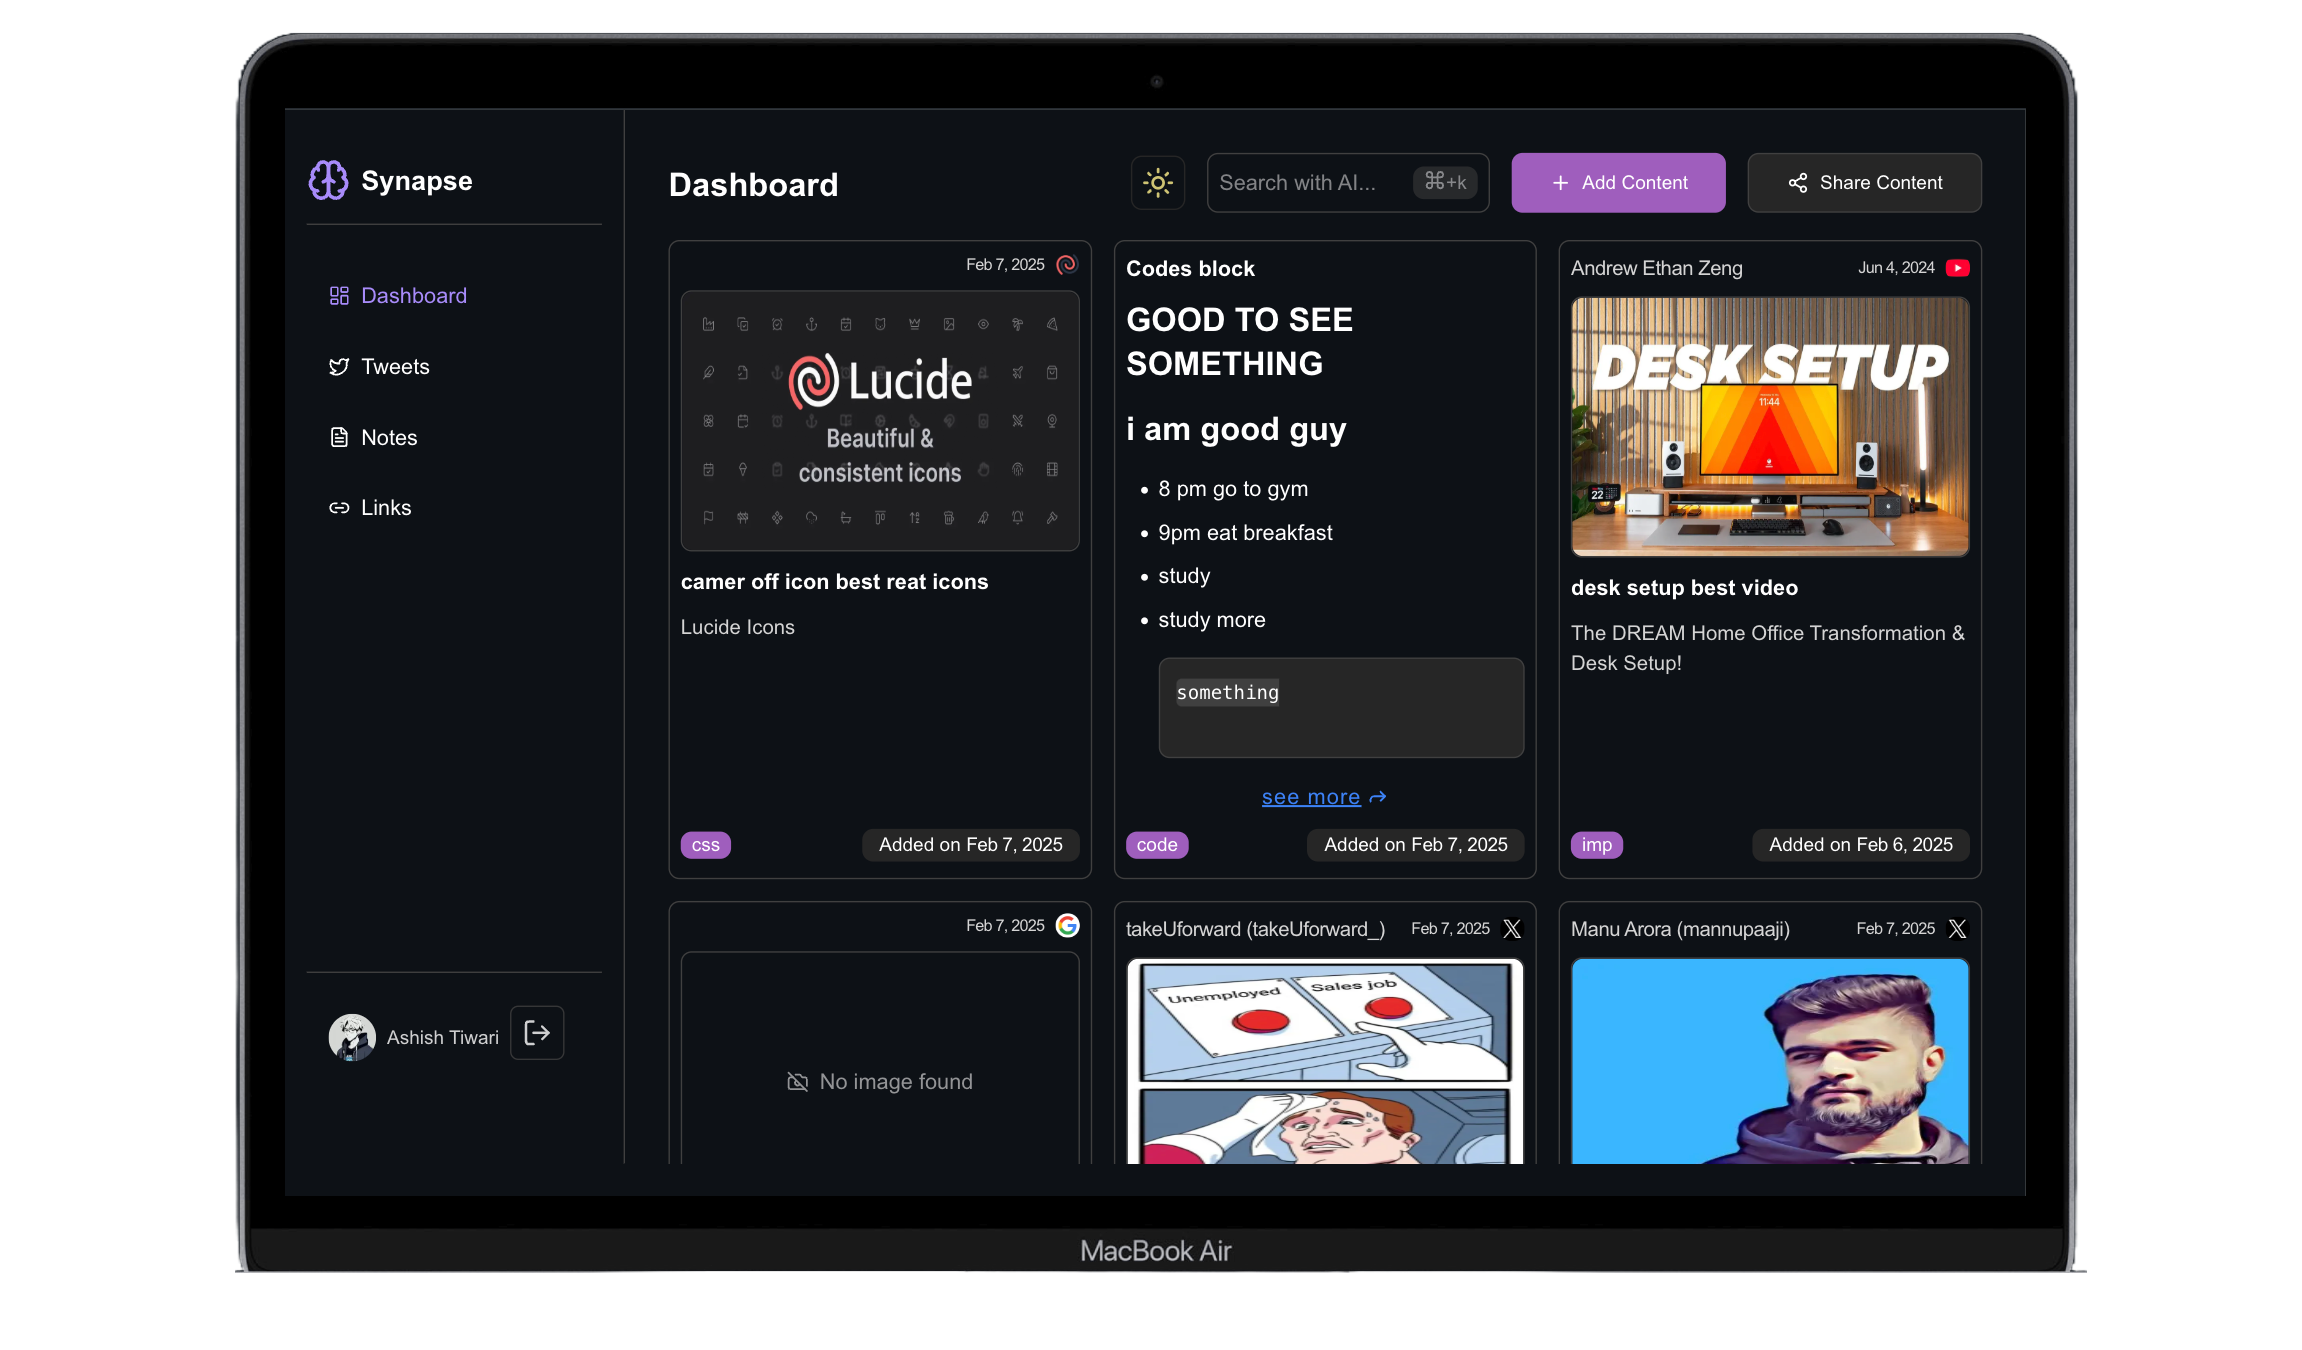 Synapse
Dashboard
Tweets
Notes
Links
Ashish Tiwari
Dashboard
Search with AI...
⌘+k
+ Add Content
Share Content
Feb 7, 2025
Lucide
Beautiful &
consistent icons
camer off icon best reat icons
Lucide Icons
css
Added on Feb 7, 2025
Codes block
GOOD TO SEE
SOMETHING
i am good guy
• 8 pm go to gym
• 9pm eat breakfast
• study
• study more
something
see more
code
Added on Feb 7, 2025
Andrew Ethan Zeng
Jun 4, 2024
DESK SETUP
11:44
22
desk setup best video
The DREAM Home Office Transformation &
Desk Setup!
imp
Added on Feb 6, 2025
Feb 7, 2025
No image found
takeUforward (takeUforward_)
Feb 7, 2025
Unemployed
Sales job
Manu Arora (mannupaaji)
Feb 7, 2025
MacBook Air